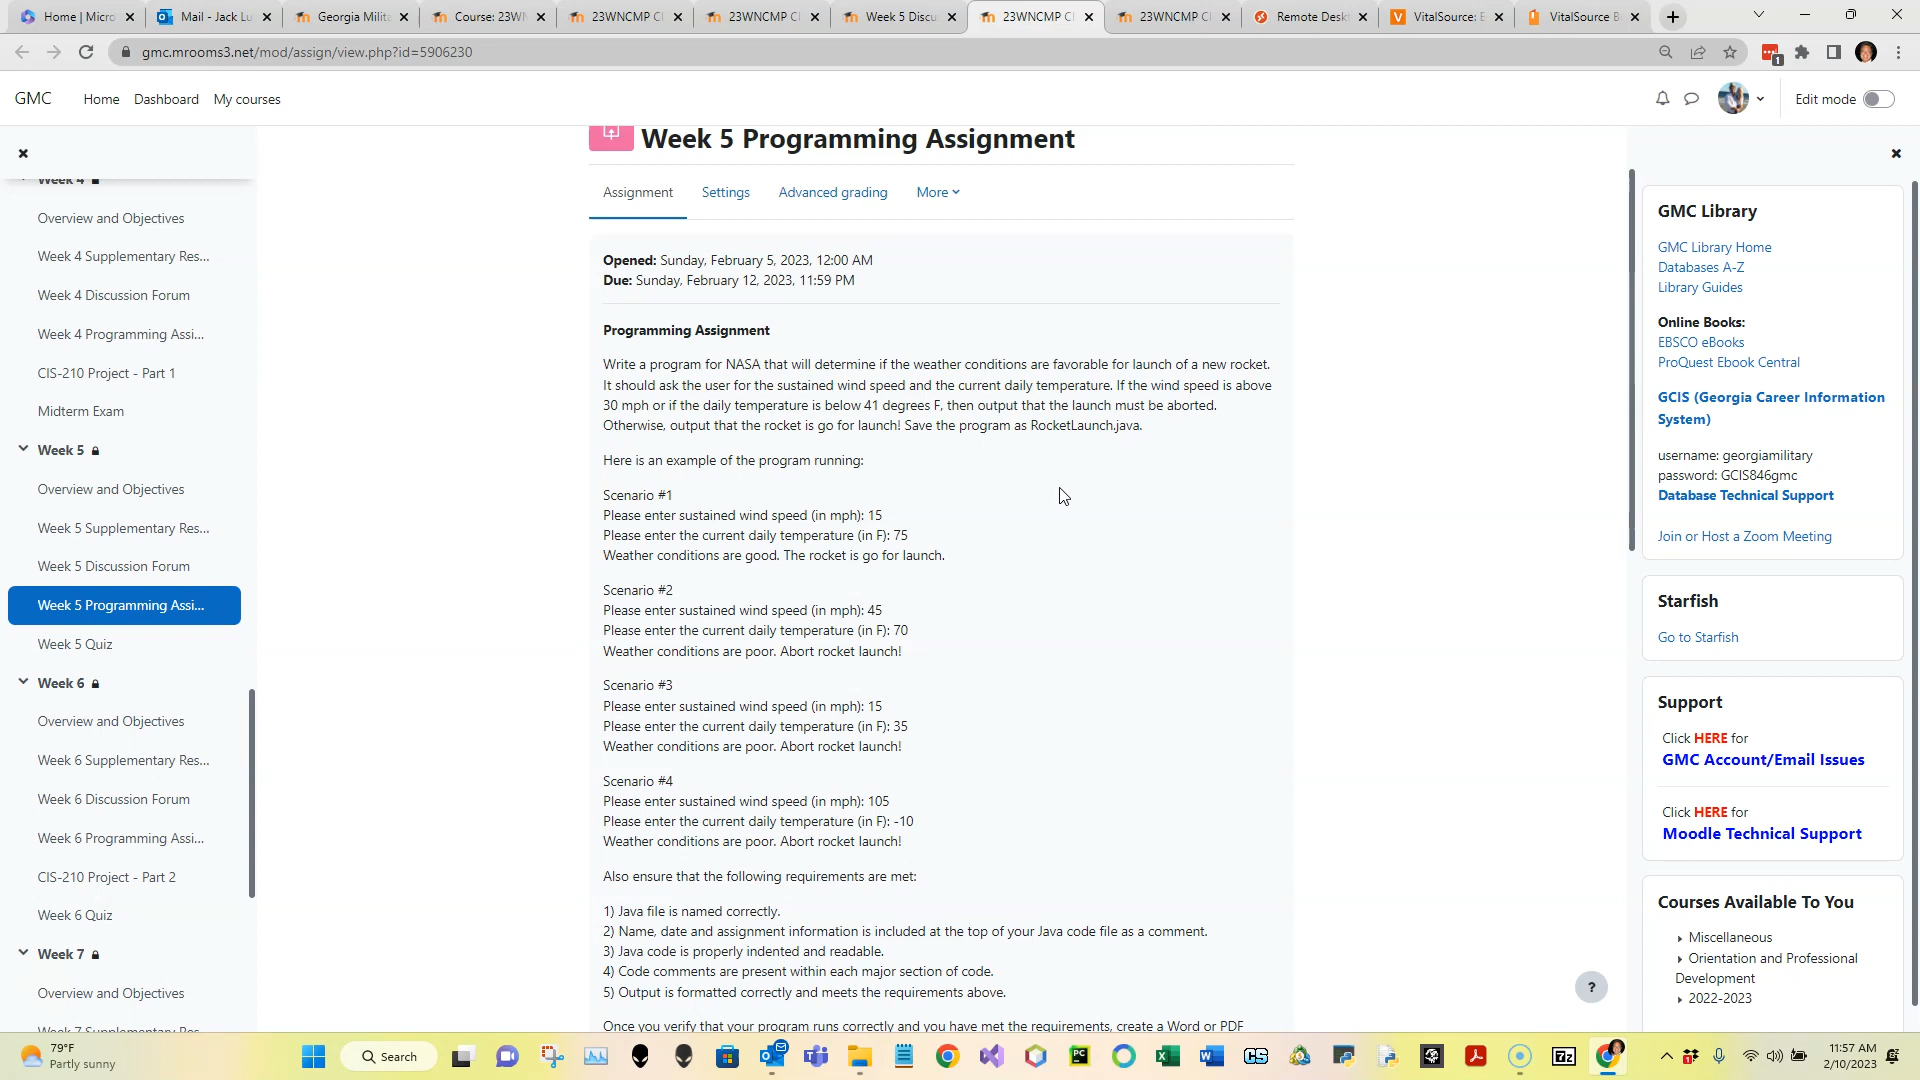 Home | Micro
Mail - Jack Lu
Georgia Milit
Course: 23WN
23WNCMP C
23WNCMP C
Week 5 Discu
23WNCMP C
23WNCMP C
Remote Desk
VitalSource: E
VitalSource B
gmc.mrooms3.net/mod/assign/view.php?id=5906230
1
GMC
Home
Dashboard
My courses
Edit mode
Week 4
Overview and Objectives
Week 4 Supplementary Res...
Week 4 Discussion Forum
Week 4 Programming Assi...
CIS-210 Project - Part 1
Midterm Exam
Week 5
Overview and Objectives
Week 5 Supplementary Res...
Week 5 Discussion Forum
Week 5 Programming Assi...
Week 5 Quiz
Week 6
Overview and Objectives
Week 6 Supplementary Res...
Week 6 Discussion Forum
Week 6 Programming Assi...
CIS-210 Project - Part 2
Week 6 Quiz
Week 7
Overview and Objectives
Week 7 Supplementary Res
Week 5 Programming Assignment
Assignment
Settings
Advanced grading
More
Opened: Sunday, February 5, 2023, 12:00 AM
Due: Sunday, February 12, 2023, 11:59 PM
Programming Assignment
Write a program for NASA that will determine if the weather conditions are favorable for launch of a new rocket.
It should ask the user for the sustained wind speed and the current daily temperature. If the wind speed is above
30 mph or if the daily temperature is below 41 degrees F, then output that the launch must be aborted.
Otherwise, output that the rocket is go for launch! Save the program as RocketLaunch.java.
Here is an example of the program running:
Scenario #1
Please enter sustained wind speed (in mph): 15
Please enter the current daily temperature (in F): 75
Weather conditions are good. The rocket is go for launch.
Scenario #2
Please enter sustained wind speed (in mph): 45
Please enter the current daily temperature (in F): 70
Weather conditions are poor. Abort rocket launch!
Scenario #3
Please enter sustained wind speed (in mph): 15
Please enter the current daily temperature (in F): 35
Weather conditions are poor. Abort rocket launch!
Scenario #4
Please enter sustained wind speed (in mph): 105
Please enter the current daily temperature (in F): -10
Weather conditions are poor. Abort rocket launch!
Also ensure that the following requirements are met:
1) Java file is named correctly.
2) Name, date and assignment information is included at the top of your Java code file as a comment.
3) Java code is properly indented and readable.
4) Code comments are present within each major section of code.
5) Output is formatted correctly and meets the requirements above.
Once you verify that your program runs correctly and you have met the requirements, create a Word or PDF
GMC Library
GMC Library Home
Databases A-Z
Library Guides
Online Books:
EBSCO eBooks
ProQuest Ebook Central
GCIS (Georgia Career Information
System)
username: georgiamilitary
password: GCIS846gmc
Database Technical Support
Join or Host a Zoom Meeting
Starfish
Go to Starfish
Support
Click HERE for
GMC Account/Email Issues
Click HERE for
Moodle Technical Support
Courses Available To You
Miscellaneous
Orientation and Professional
Development
2022-2023
?
79°F
Partly sunny
Search
11:57 AM
2/10/2023